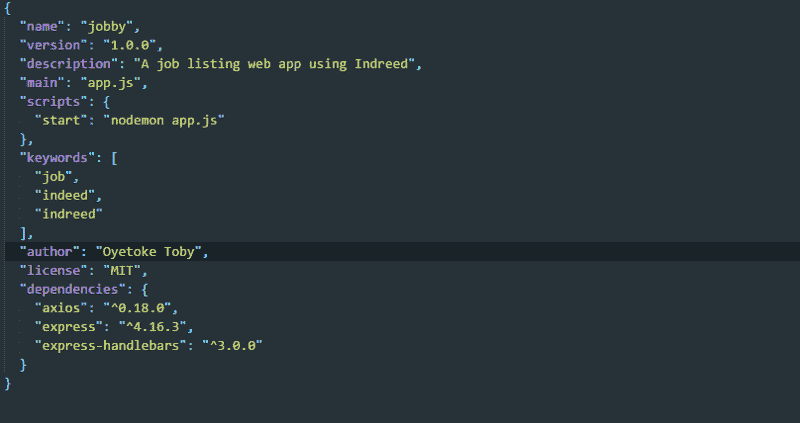 {
  "name": "jobby",
  "version": "1.0.0",
  "description": "A job listing web app using Indreed",
  "main": "app.js",
  "scripts": {
    "start": "nodemon app.js"
  },
  "keywords": [
    "job",
    "indeed",
    "indreed"
  ],
  "author": "Oyetoke Toby",
  "license": "MIT",
  "dependencies": {
    "axios": "^0.18.0",
    "express": "^4.16.3",
    "express-handlebars": "^3.0.0"
  }
}